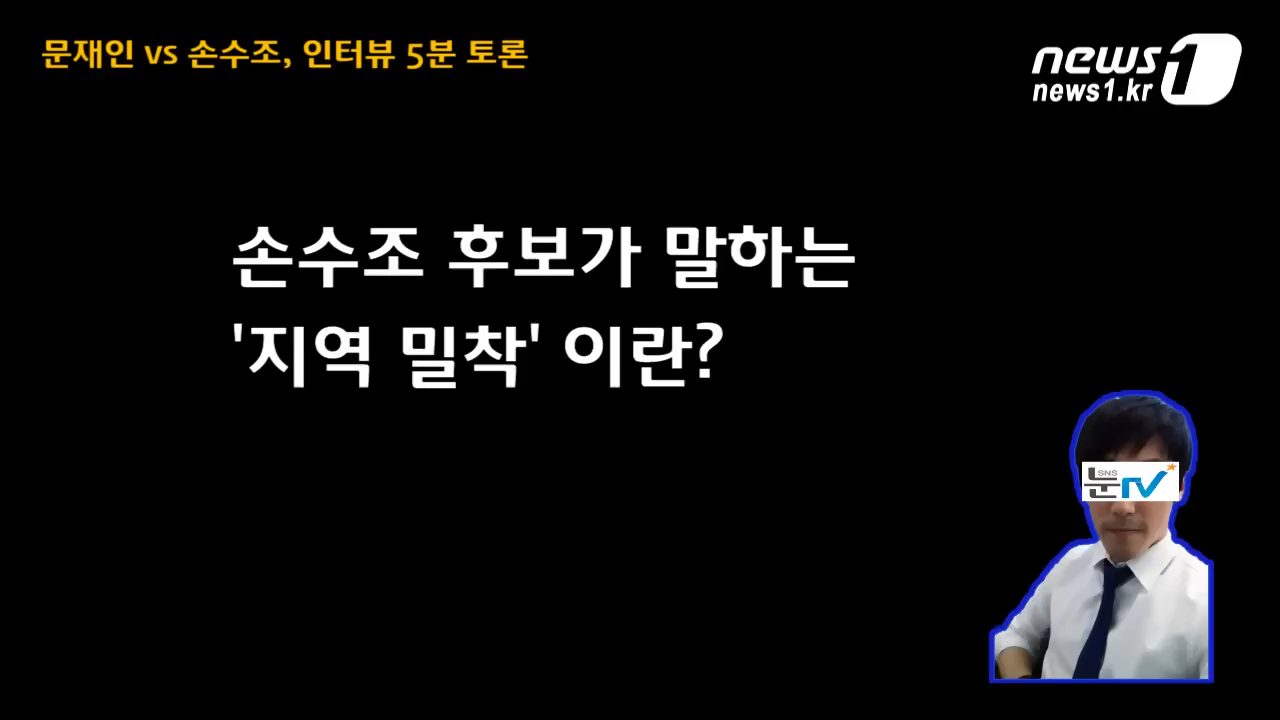 문재인 vs 손수조, 인터뷰 5분 토론
news1
news1.kr
손수조 후보가 말하는
'지역 밀착' 이란?
SNS
눈TV